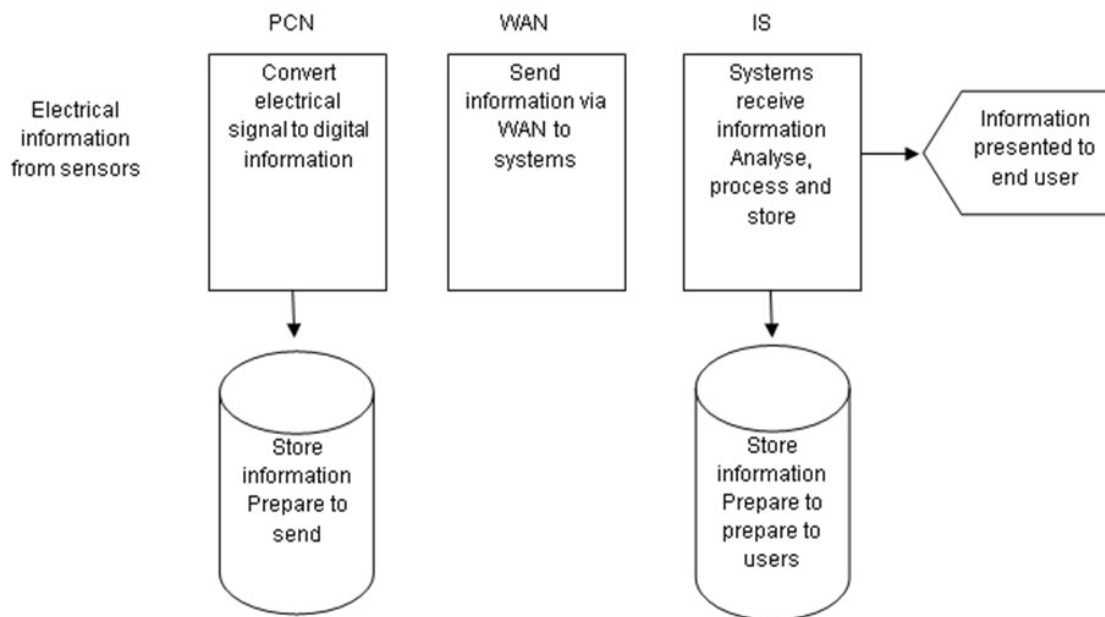 PCN
WAN
IS
Electrical
information
from sensors
Convert
electrical
signal to digital
information
Send
information via
WAN to
systems
Systems
receive
information
Analyse,
process and
store
Information
presented to
end user
Store
information
Prepare to
send
Store
information
Prepare to
prepare to
users